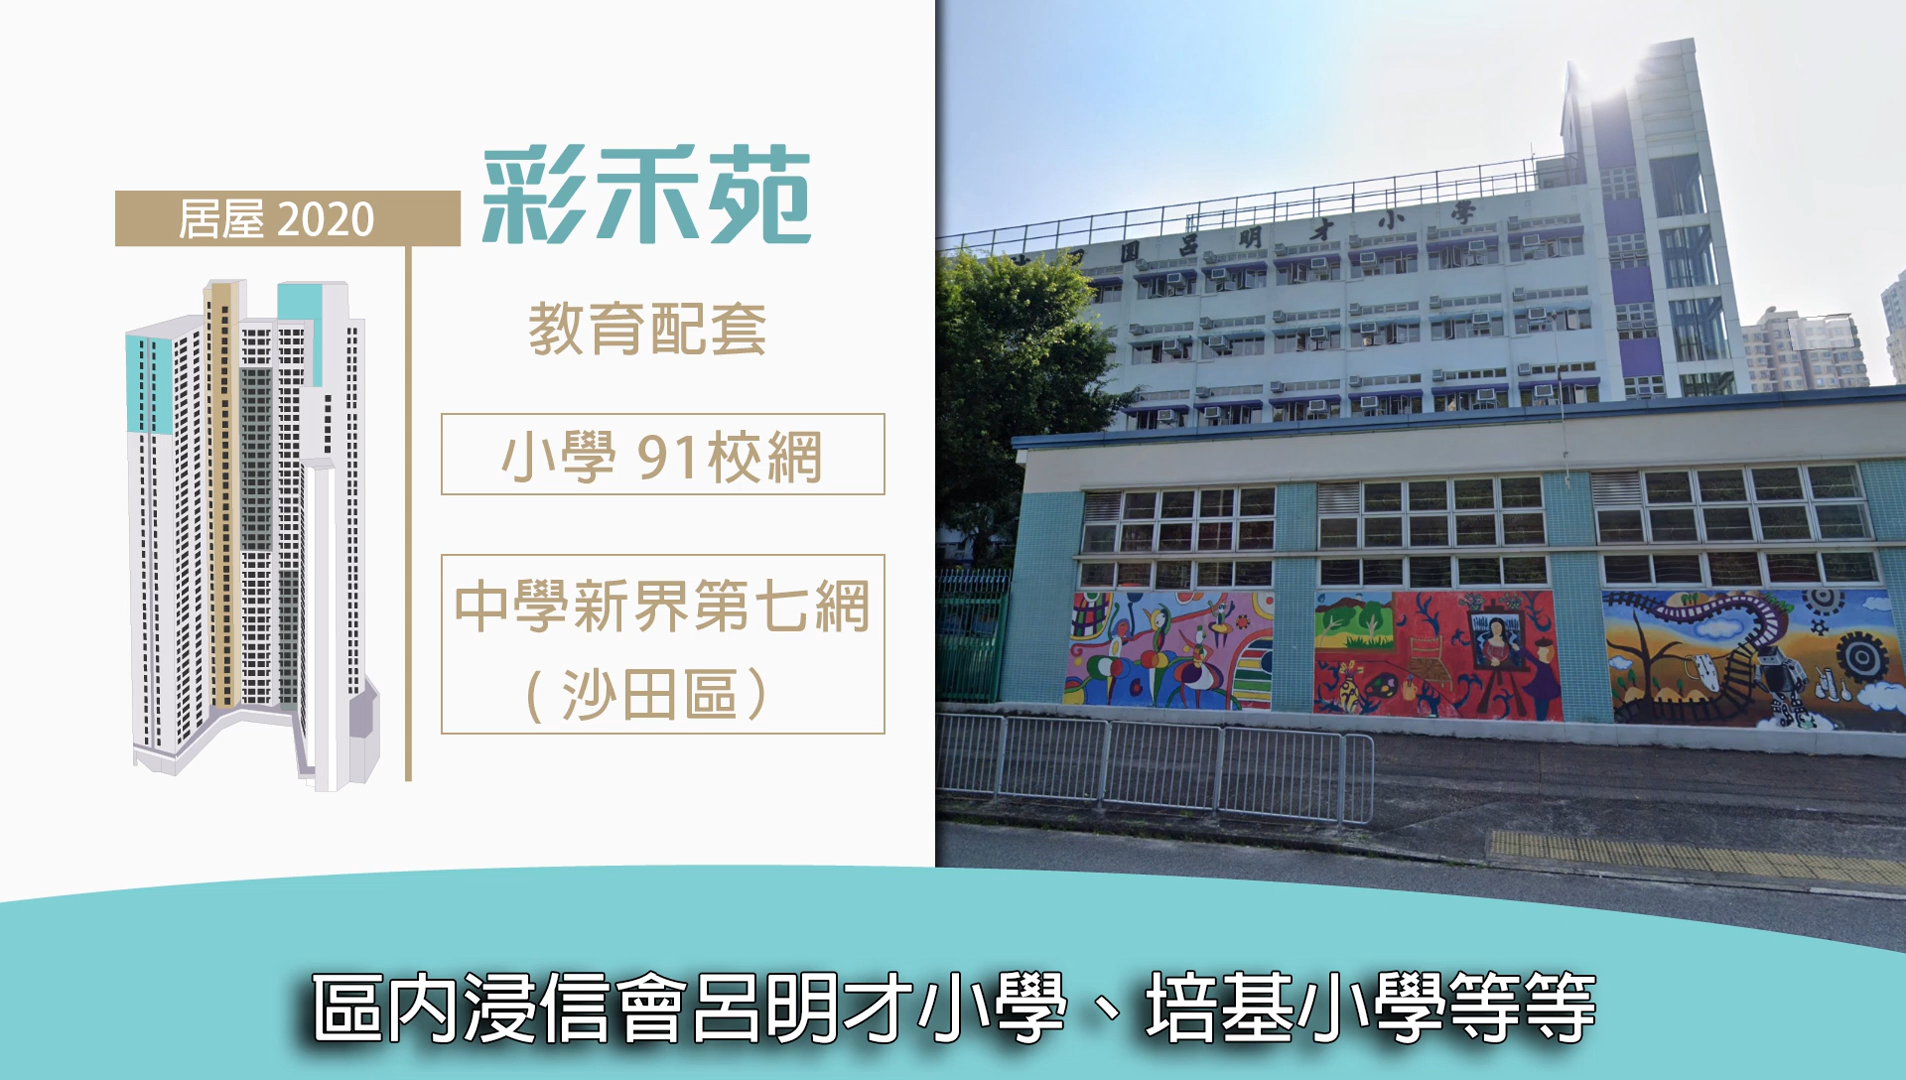 居屋 2020
彩禾苑
教育配套
小學 91校網
中學新界第七網
(沙田區)
園呂明才小學
區内浸信會呂明才小學、培基小學等等